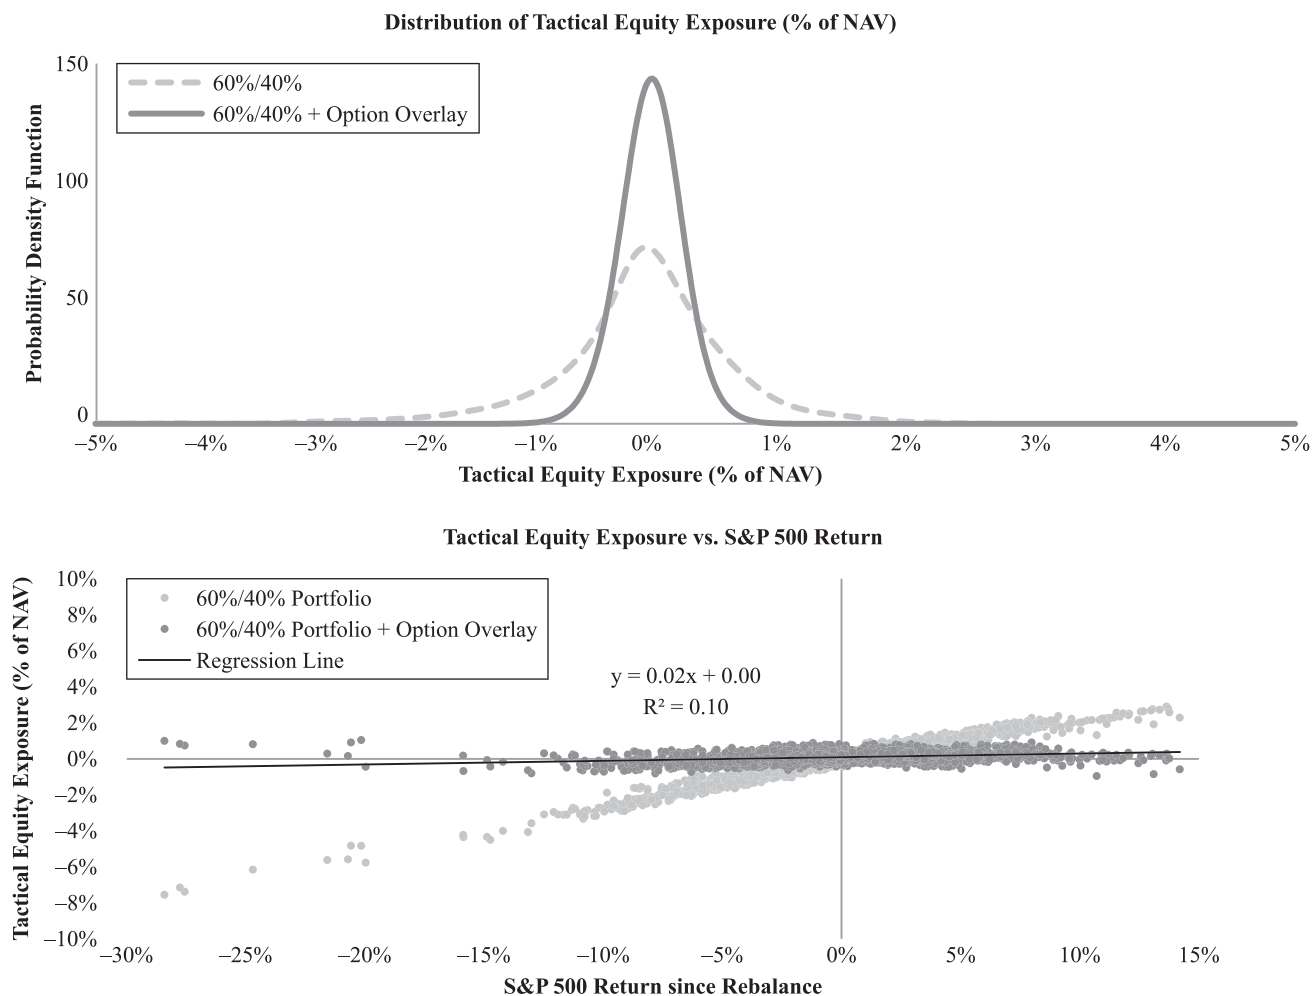 Distribution of Tactical Equity Exposure (% of NAV)
150
100
50
0
Probability Density Function
60%/40%
60%/40% + Option Overlay
–5% –4% –3% –2% –1% 0% 1% 2% 3% 4% 5%
Tactical Equity Exposure (% of NAV)
Tactical Equity Exposure vs. S&P 500 Return
10%
8%
6%
4%
2%
0%
–2%
–4%
–6%
–8%
–10%
Tactical Equity Exposure (% of NAV)
60%/40% Portfolio
60%/40% Portfolio + Option Overlay
Regression Line
y = 0.02x + 0.00
R² = 0.10
–30% –25% –20% –15% –10% –5% 0% 5% 10% 15%
S&P 500 Return since Rebalance